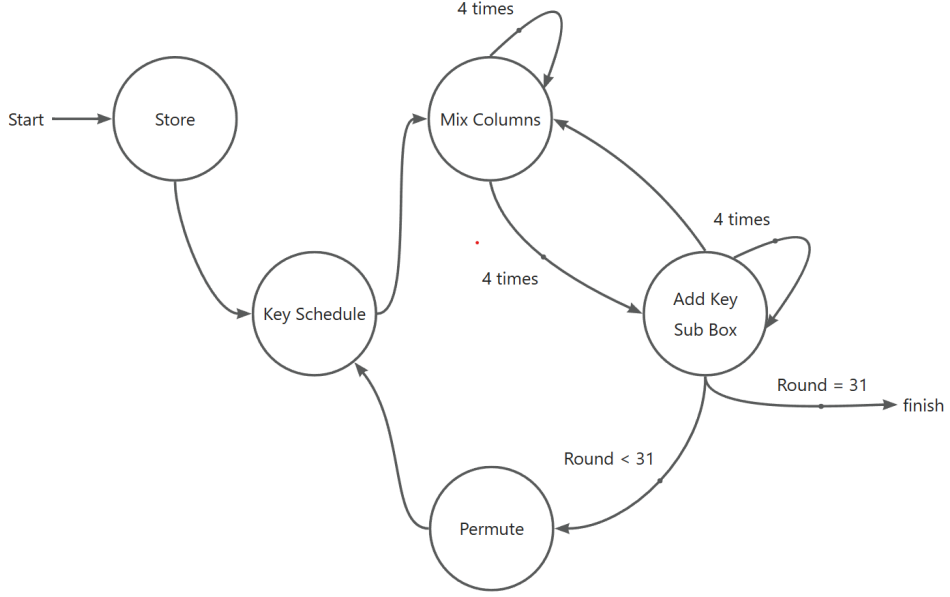 4 times
Start
Store
Mix Columns
4 times
4 times
Key Schedule
Add Key
Sub Box
Round = 31
finish
Round < 31
Permute